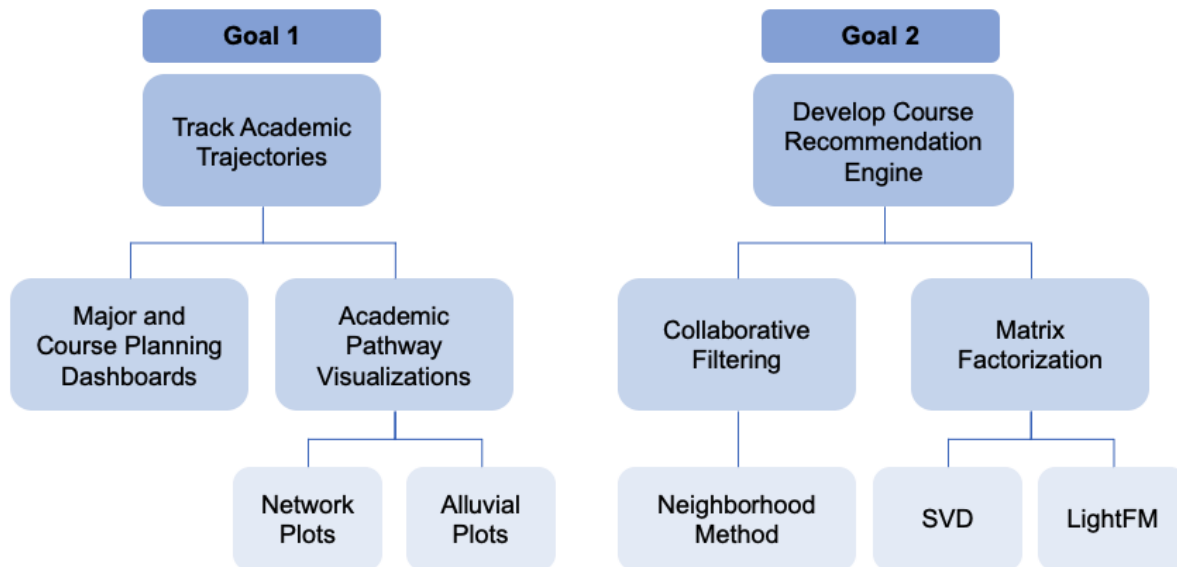 Goal 1
Goal 2
Track Academic
Trajectories
Develop Course
Recommendation
Engine
Major and
Course Planning
Dashboards
Academic
Pathway
Visualizations
Collaborative
Filtering
Matrix
Factorization
Network
Plots
Alluvial
Plots
Neighborhood
Method
SVD
LightFM